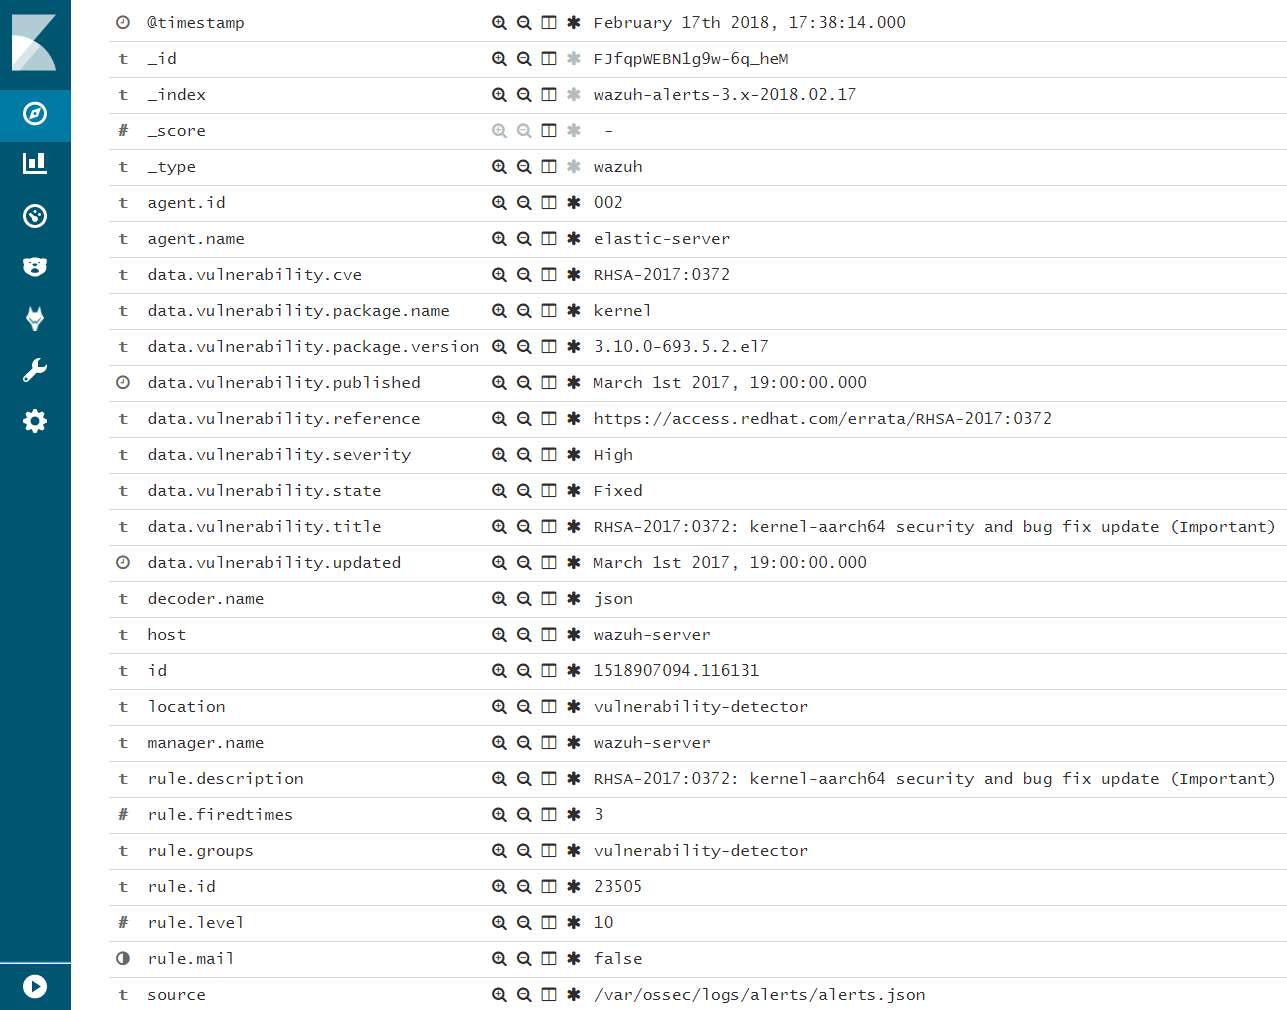 @timestamp February 17th 2018, 17:38:14.000
t _id FJfqpWEBN1g9w-6q_heM
t _index wazuh-alerts-3.x-2018.02.17
# _score -
t _type wazuh
t agent.id 002
t agent.name elastic-server
t data.vulnerability.cve RHSA-2017:0372
t data.vulnerability.package.name kernel
t data.vulnerability.package.version 3.10.0-693.5.2.el7
data.vulnerability.published March 1st 2017, 19:00:00.000
t data.vulnerability.reference https://access.redhat.com/errata/RHSA-2017:0372
t data.vulnerability.severity High
t data.vulnerability.state Fixed
t data.vulnerability.title RHSA-2017:0372: kernel-aarch64 security and bug fix update (Important)
data.vulnerability.updated March 1st 2017, 19:00:00.000
t decoder.name json
t host wazuh-server
t id 1518907094.116131
t location vulnerability-detector
t manager.name wazuh-server
t rule.description RHSA-2017:0372: kernel-aarch64 security and bug fix update (Important)
# rule.firedtimes 3
t rule.groups vulnerability-detector
t rule.id 23505
# rule.level 10
rule.mail false
t source /var/ossec/logs/alerts/alerts.json